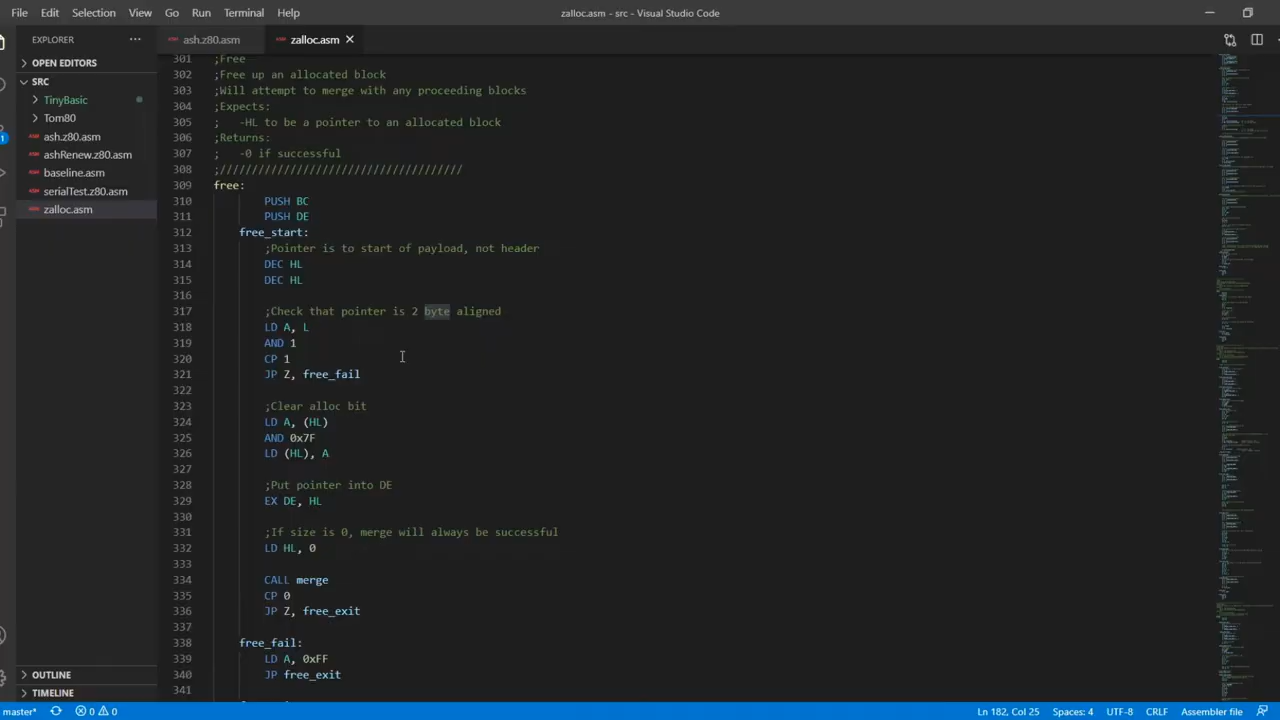 File Edit Selection View Go Run Terminal Help
zalloc.asm - src - Visual Studio Code
EXPLORER
OPEN EDITORS
SRC
TinyBasic
Tom80
ash.z80.asm
ashRenew.z80.asm
baseline.asm
serialTest.z80.asm
zalloc.asm
OUTLINE
TIMELINE
ash.z80.asm zalloc.asm
301 ;Free
302 ;Free up an allocated block
303 ;Will attempt to merge with any proceeding blocks
304 ;Expects:
305 ; -HL to be a pointer to an allocated block
306 ;Returns:
307 ; -0 if successful
308 ;///////////////////////////////////////
309 free:
310 PUSH BC
311 PUSH DE
312 free_start:
313 ;Pointer is to start of payload, not header
314 DEC HL
315 DEC HL
316
317 ;Check that pointer is 2 byte aligned
318 LD A, L
319 AND 1
320 CP 1
321 JP Z, free_fail
322
323 ;Clear alloc bit
324 LD A, (HL)
325 AND 0x7F
326 LD (HL), A
327
328 ;Put pointer into DE
329 EX DE, HL
330
331 ;If size is 0, merge will always be successful
332 LD HL, 0
333
334 CALL merge
335 CP 0
336 JP Z, free_exit
337
338 free_fail:
339 LD A, 0xFF
340 JP free_exit
341
master* 0 0 Ln 182, Col 25 Spaces: 4 UTF-8 CRLF Assembler file